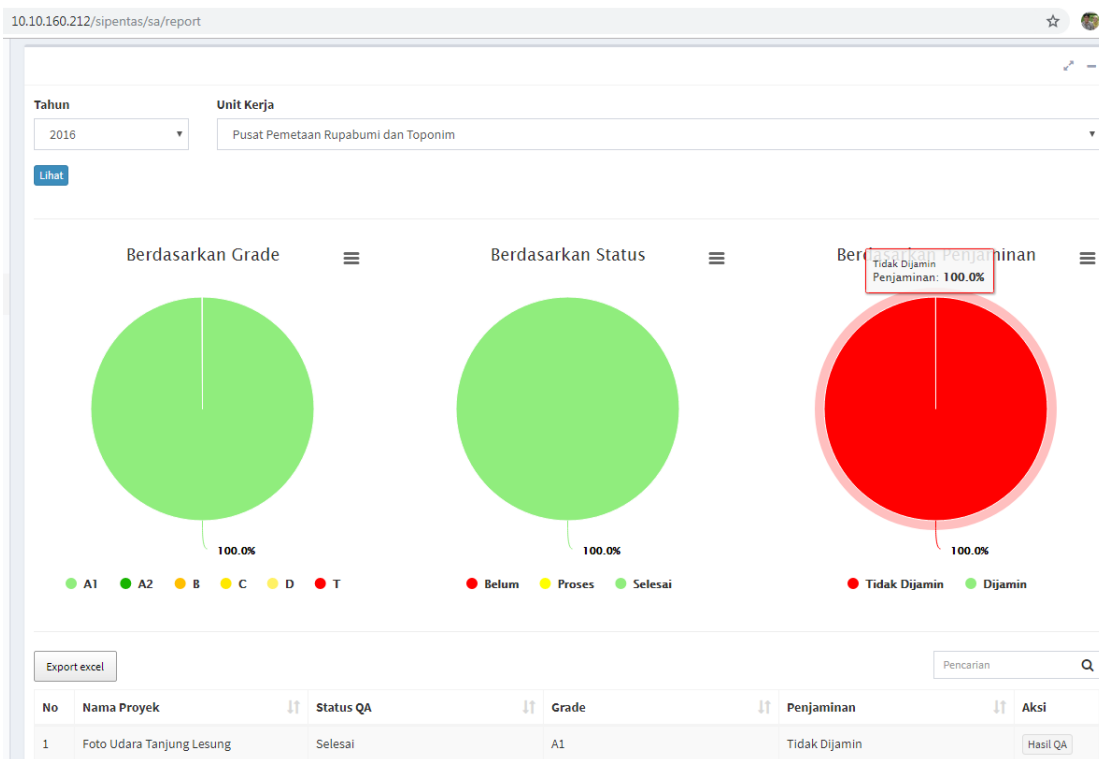 10.10.160.212/sipentas/sa/report
Tahun Unit Kerja
2016 Pusat Pemetaan Rupabumi dan Toponim
Lihat
Berdasarkan Grade Berdasarkan Status Berdasarkan Penjaminan
Tidak Dijamin
Penjaminan: 100.0%
100.0% 100.0% 100.0%
A1 A2 B C D T Belum Proses Selesai Tidak Dijamin Dijamin
Export excel Pencarian
No Nama Proyek Status QA Grade Penjaminan Aksi
1 Foto Udara Tanjung Lesung Selesai A1 Tidak Dijamin Hasil QA